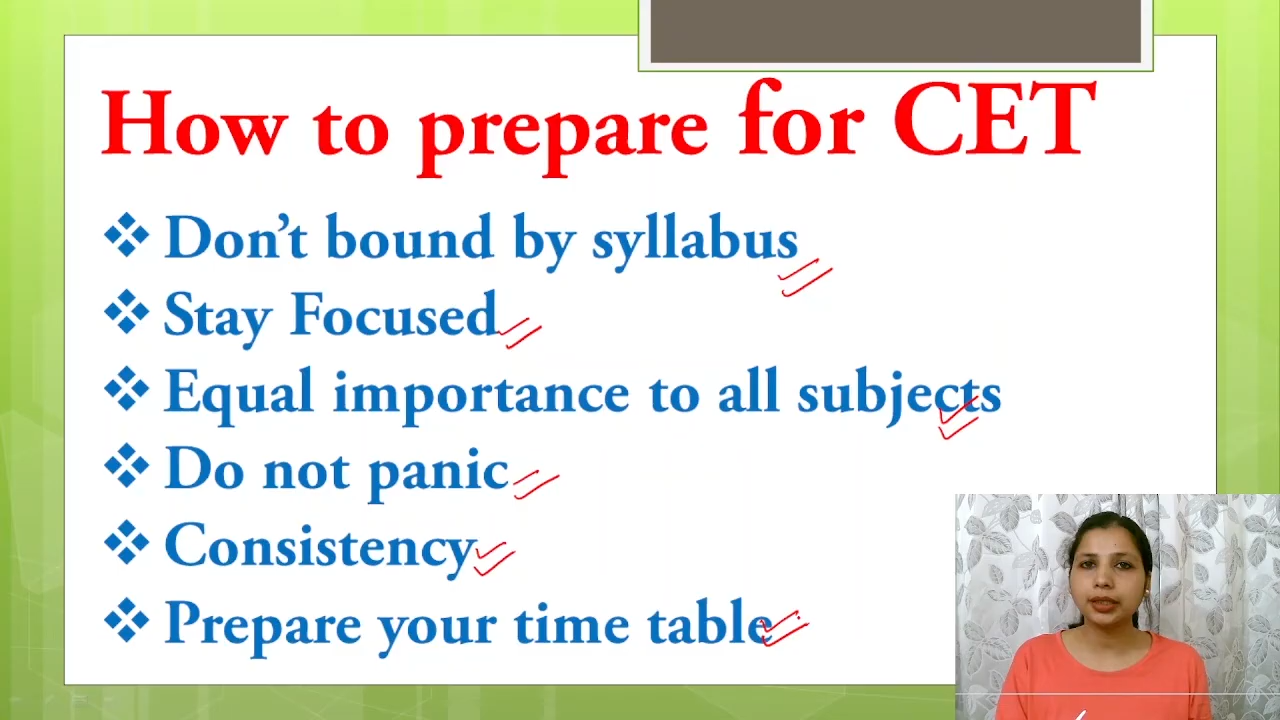 How to prepare for CET
Don't bound by syllabus
Stay Focused
Equal importance to all subjects
Do not panic
Consistency
Prepare your time table